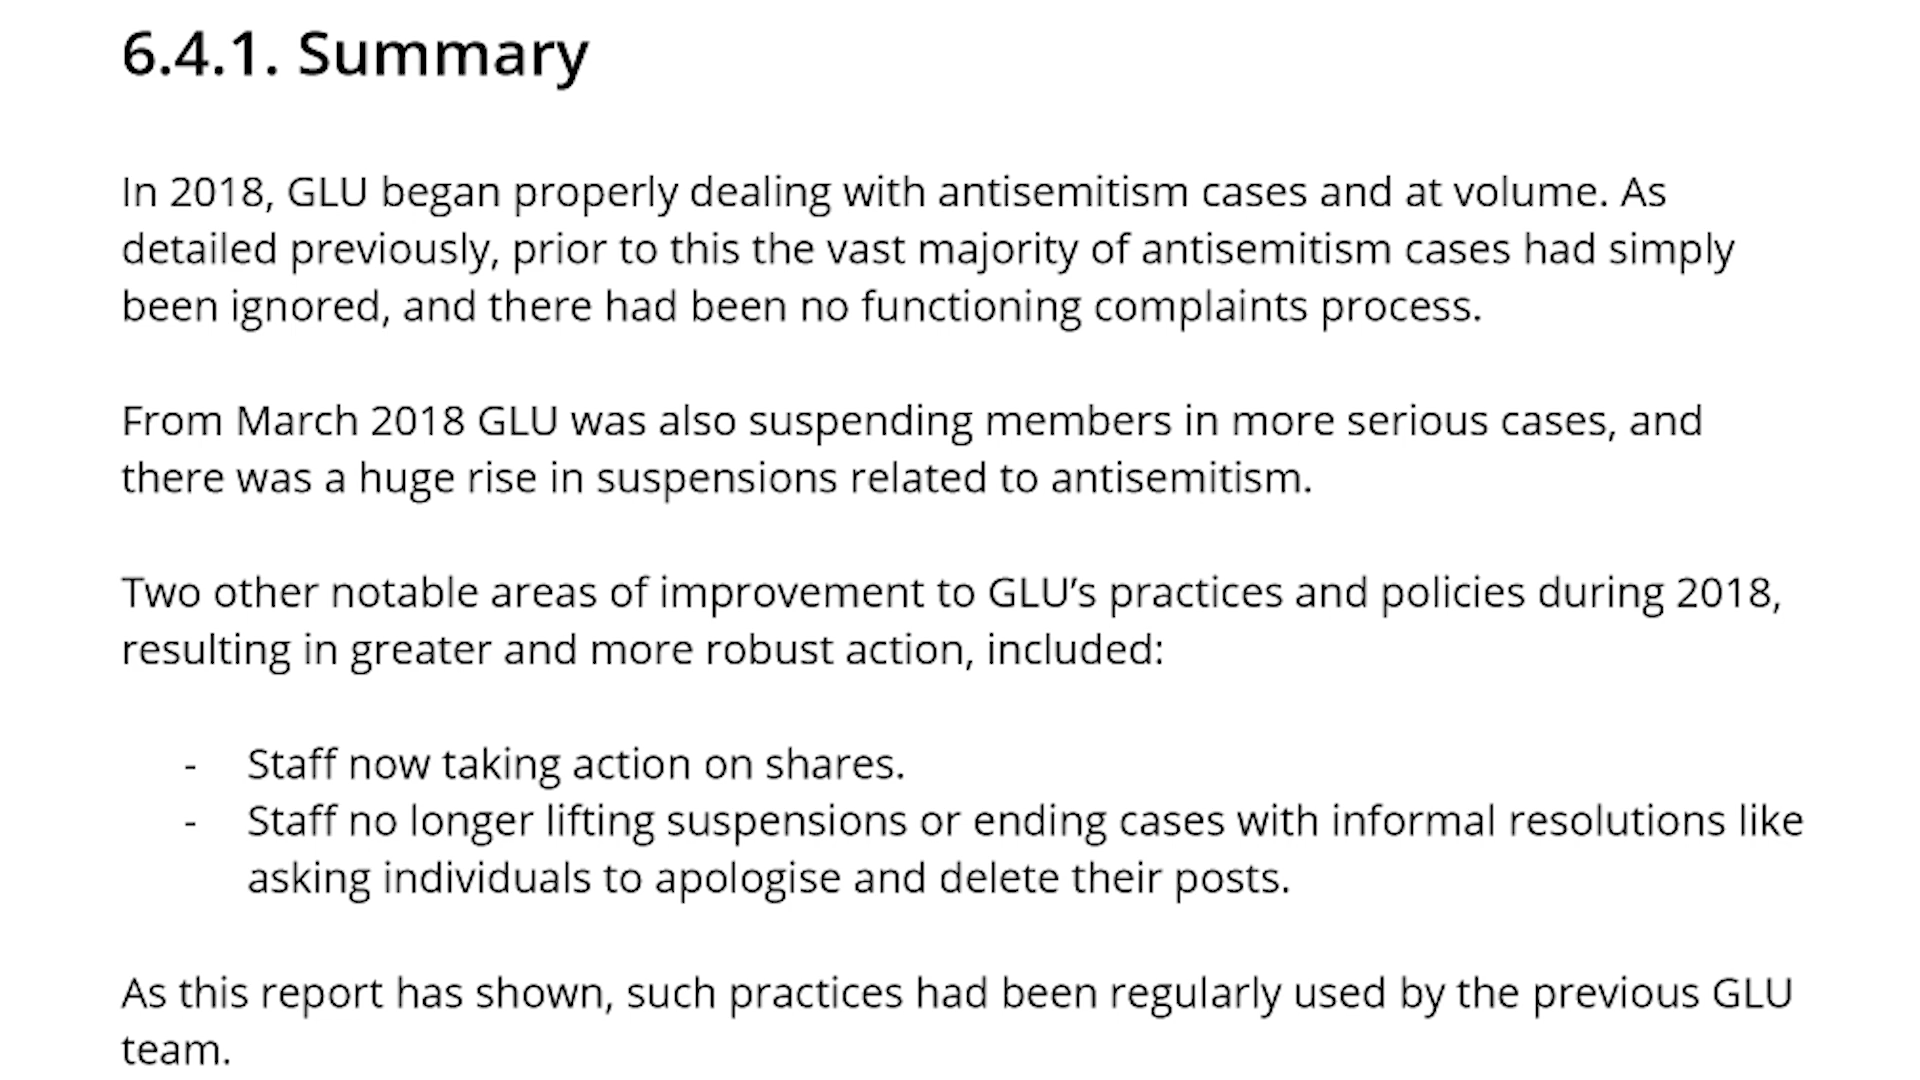 6.4.1. Summary
In 2018, GLU began properly dealing with antisemitism cases and at volume. As
detailed previously, prior to this the vast majority of antisemitism cases had simply
been ignored, and there had been no functioning complaints process.
From March 2018 GLU was also suspending members in more serious cases, and
there was a huge rise in suspensions related to antisemitism.
Two other notable areas of improvement to GLU’s practices and policies during 2018,
resulting in greater and more robust action, included:
- Staff now taking action on shares.
- Staff no longer lifting suspensions or ending cases with informal resolutions like
asking individuals to apologise and delete their posts.
As this report has shown, such practices had been regularly used by the previous GLU
team.